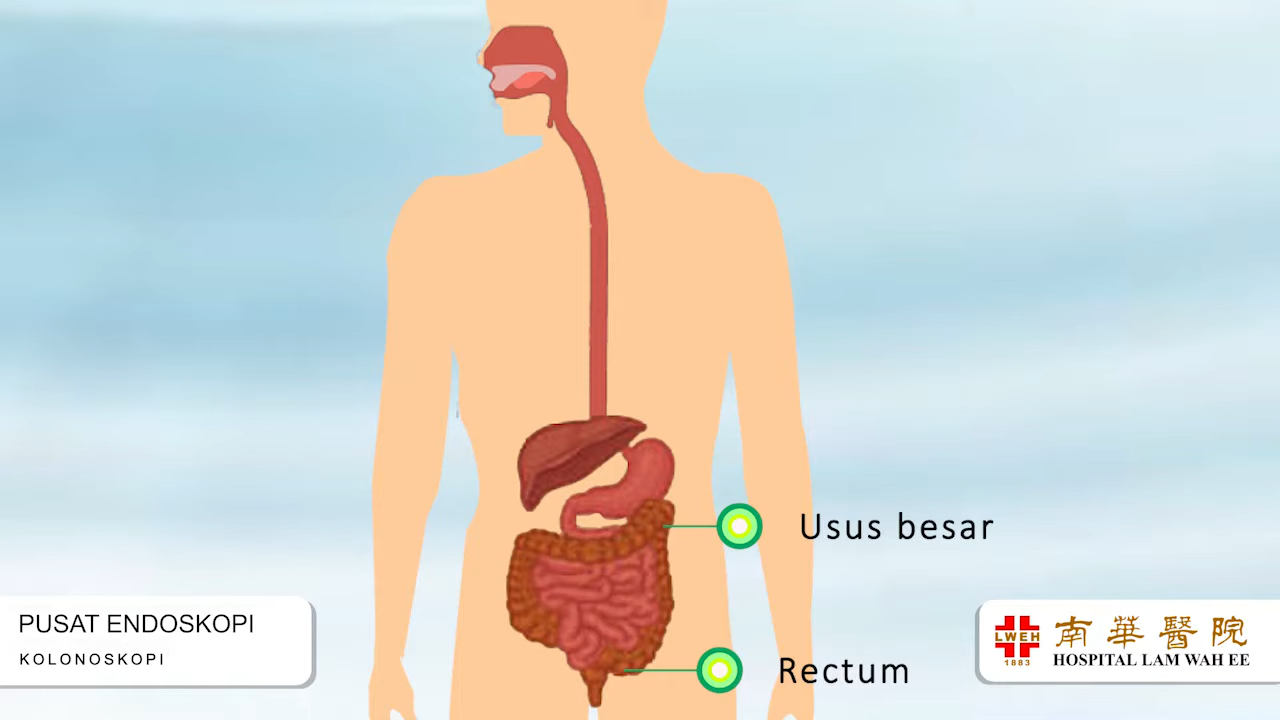 Usus besar
Rectum
PUSAT ENDOSKOPI
KOLONOSKOPI
LWEH
1883
南華醫院
HOSPITAL LAM WAH EE